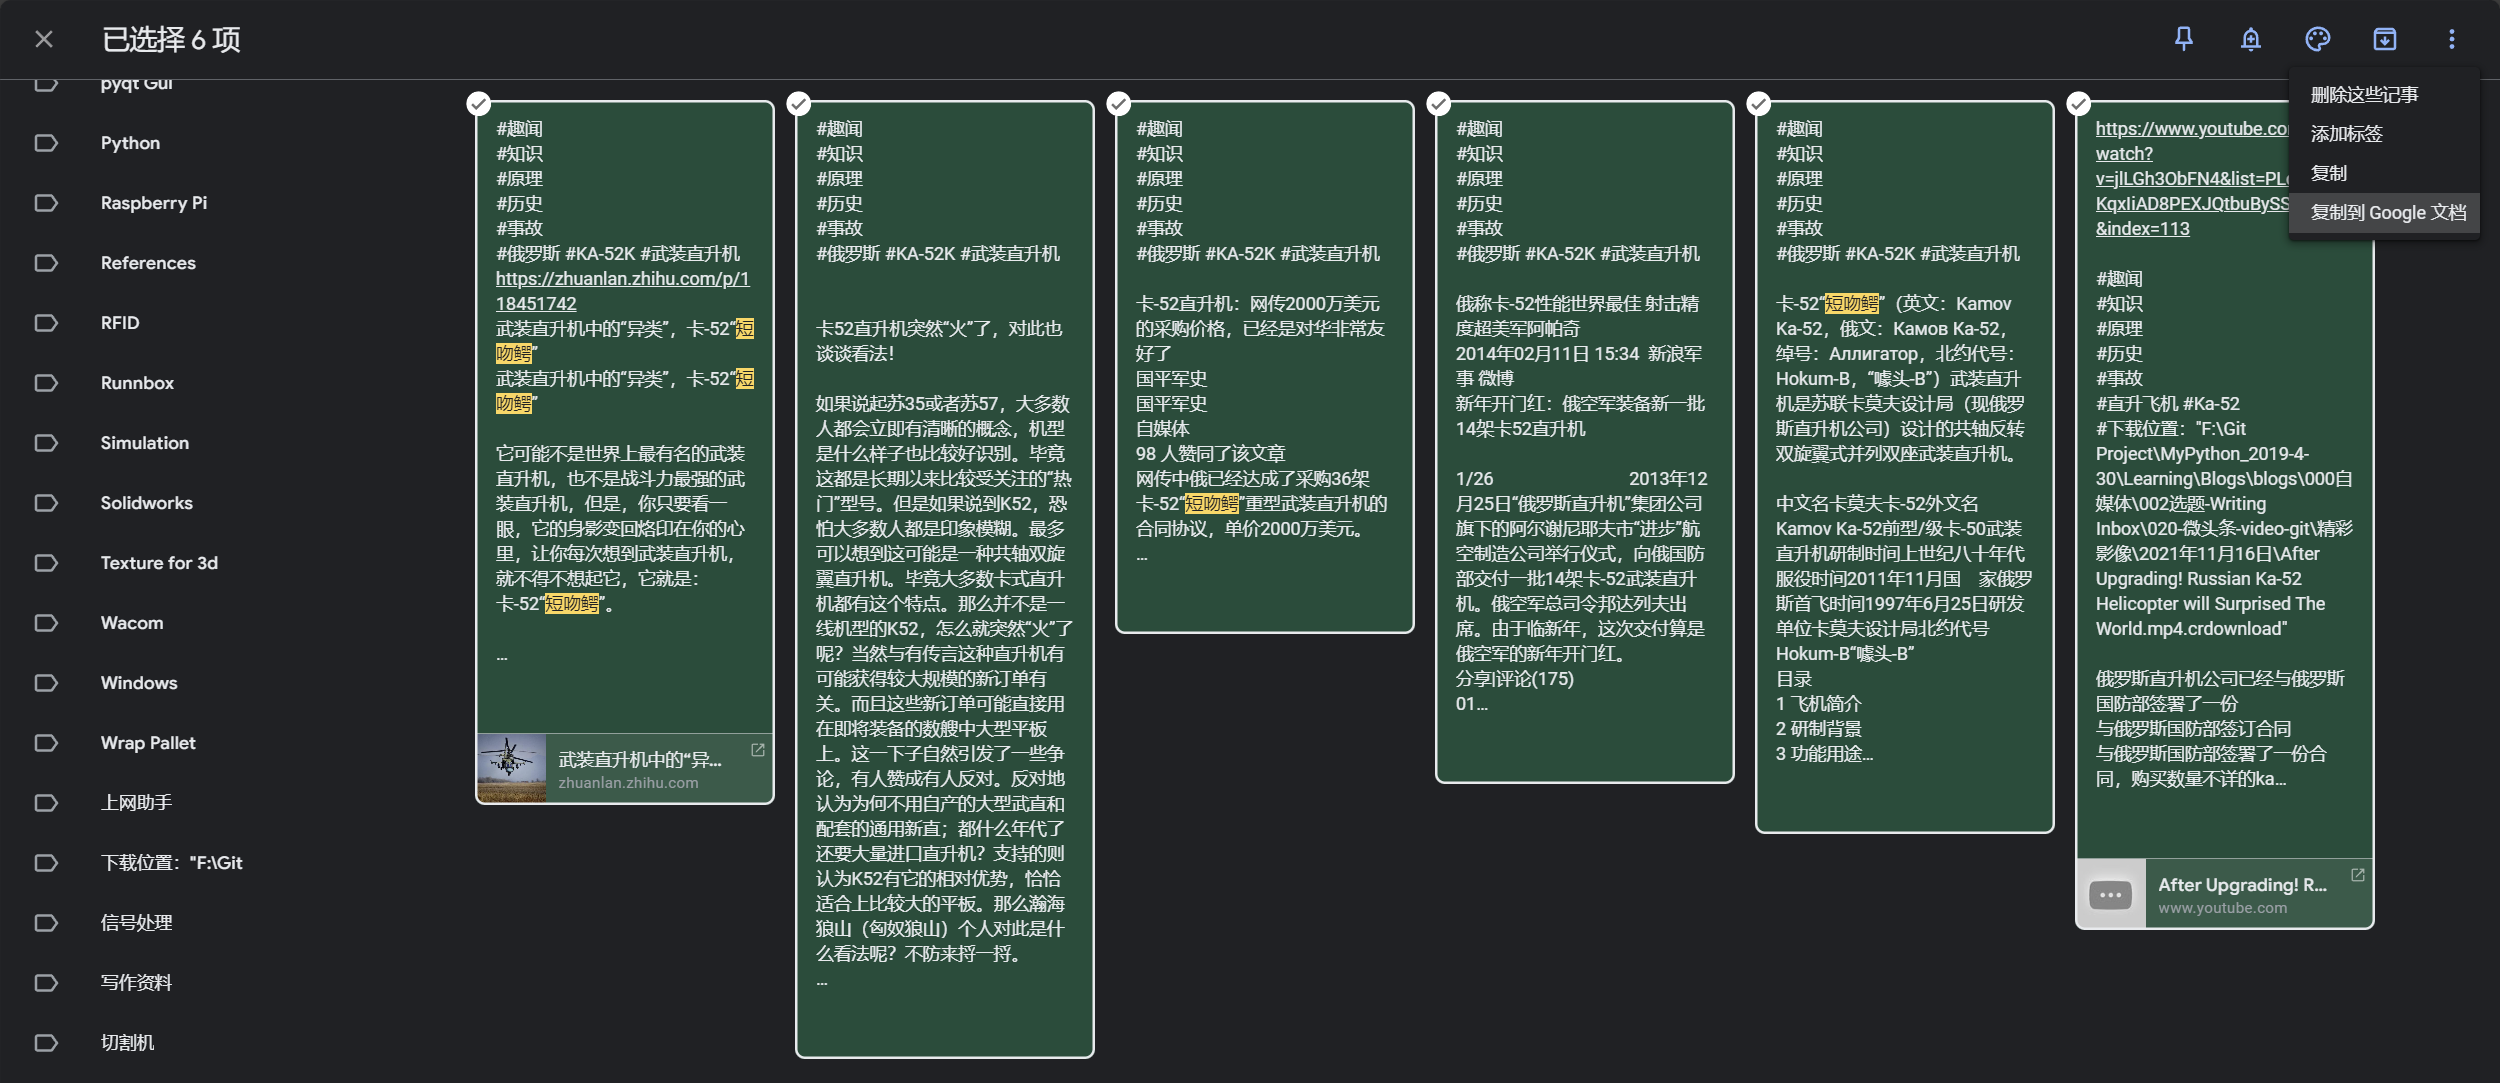 已选择 6 项
pyqt Gui
Python
Raspberry Pi
References
RFID
Runnbox
Simulation
Solidworks
Texture for 3d
Wacom
Windows
Wrap Pallet
上网助手
下载位置："F:\Git
信号处理
写作资料
切割机
#趣闻
#知识
#原理
#历史
#事故
#俄罗斯 #KA-52K #武装直升机
https://zhuanlan.zhihu.com/p/1
18451742
武装直升机中的“异类”，卡-52“短
吻鳄”
武装直升机中的“异类”，卡-52“短
吻鳄”
它可能不是世界上最有名的武装
直升机，也不是战斗力最强的武
装直升机，但是，你只要看一
眼，它的身影变回烙印在你的心
里，让你每次想到武装直升机，
就不得不想起它，它就是：
卡-52“短吻鳄”。
...
武装直升机中的“异...
zhuanlan.zhihu.com
#趣闻
#知识
#原理
#历史
#事故
#俄罗斯 #KA-52K #武装直升机
卡52直升机突然“火”了，对此也
谈谈看法！
如果说起苏35或者苏57，大多数
人都会立即有清晰的概念，机型
是什么样子也比较好识别。毕竟
这都是长期以来比较受关注的“热
门”型号。但是如果说到K52，恐
怕大多数人都是印象模糊。最多
可以想到这可能是一种共轴双旋
翼直升机。毕竟大多数卡式直升
机都有这个特点。那么并不是一
线机型的K52，怎么就突然“火”了
呢？当然与有传言这种直升机有
可能获得较大规模的新订单有
关。而且这些新订单可能直接用
在即将装备的数艘中大型平板
上。这一下子自然引发了一些争
论，有人赞成有人反对。反对地
认为为何不用自产的大型武直和
配套的通用新直；都什么年代了
还要大量进口直升机？支持的则
认为K52有它的相对优势，恰恰
适合上比较大的平板。那么瀚海
狼山（匈奴狼山）个人对此是什
么看法呢？不防来捋一捋。
...
#趣闻
#知识
#原理
#历史
#事故
#俄罗斯 #KA-52K #武装直升机
卡-52直升机：网传2000万美元
的采购价格，已经是对华非常友
好了
国平军史
国平军史
自媒体
98 人赞同了该文章
网传中俄已经达成了采购36架
卡-52“短吻鳄”重型武装直升机的
合同协议，单价2000万美元。
...
#趣闻
#知识
#原理
#历史
#事故
#俄罗斯 #KA-52K #武装直升机
俄称卡-52性能世界最佳 射击精
度超美军阿帕奇
2014年02月11日 15:34 新浪军
事 微博
新年开门红：俄空军装备新一批
14架卡52直升机
1/26 2013年12
月25日“俄罗斯直升机”集团公司
旗下的阿尔谢尼耶夫市“进步”航
空制造公司举行仪式，向俄国防
部交付一批14架卡-52武装直升
机。俄空军总司令邦达列夫出
席。由于临新年，这次交付算是
俄空军的新年开门红。
分享|评论(175)
01...
#趣闻
#知识
#原理
#历史
#事故
#俄罗斯 #KA-52K #武装直升机
卡-52“短吻鳄”（英文：Kamov
Ka-52，俄文：Камов Ка-52，
绰号：Аллигатор，北约代号：
Hokum-B，“噱头-B”）武装直升
机是苏联卡莫夫设计局（现俄罗
斯直升机公司）设计的共轴反转
双旋翼式并列双座武装直升机。
中文名卡莫夫卡-52外文名
Kamov Ka-52前型/级卡-50武装
直升机研制时间上世纪八十年代
服役时间2011年11月国 家俄罗
斯首飞时间1997年6月25日研发
单位卡莫夫设计局北约代号
Hokum-B“噱头-B”
目录
1 飞机简介
2 研制背景
3 功能用途...
https://www.youtube.co
watch?
v=jlLGh3ObFN4&list=PL
KqxIiAD8PEXJQtbuBySS
&index=113
#趣闻
#知识
#原理
#历史
#事故
#直升飞机 #Ka-52
#下载位置："F:\Git
Project\MyPython_2019-4-
30\Learning\Blogs\blogs\000自
媒体\002选题-Writing
Inbox\020-微头条-video-git\精彩
影像\2021年11月16日\After
Upgrading! Russian Ka-52
Helicopter will Surprised The
World.mp4.crdownload"
俄罗斯直升机公司已经与俄罗斯
国防部签署了一份
与俄罗斯国防部签订合同
与俄罗斯国防部签署了一份合
同，购买数量不详的ka...
After Upgrading! R...
www.youtube.com
删除这些记事
添加标签
复制
复制到 Google 文档